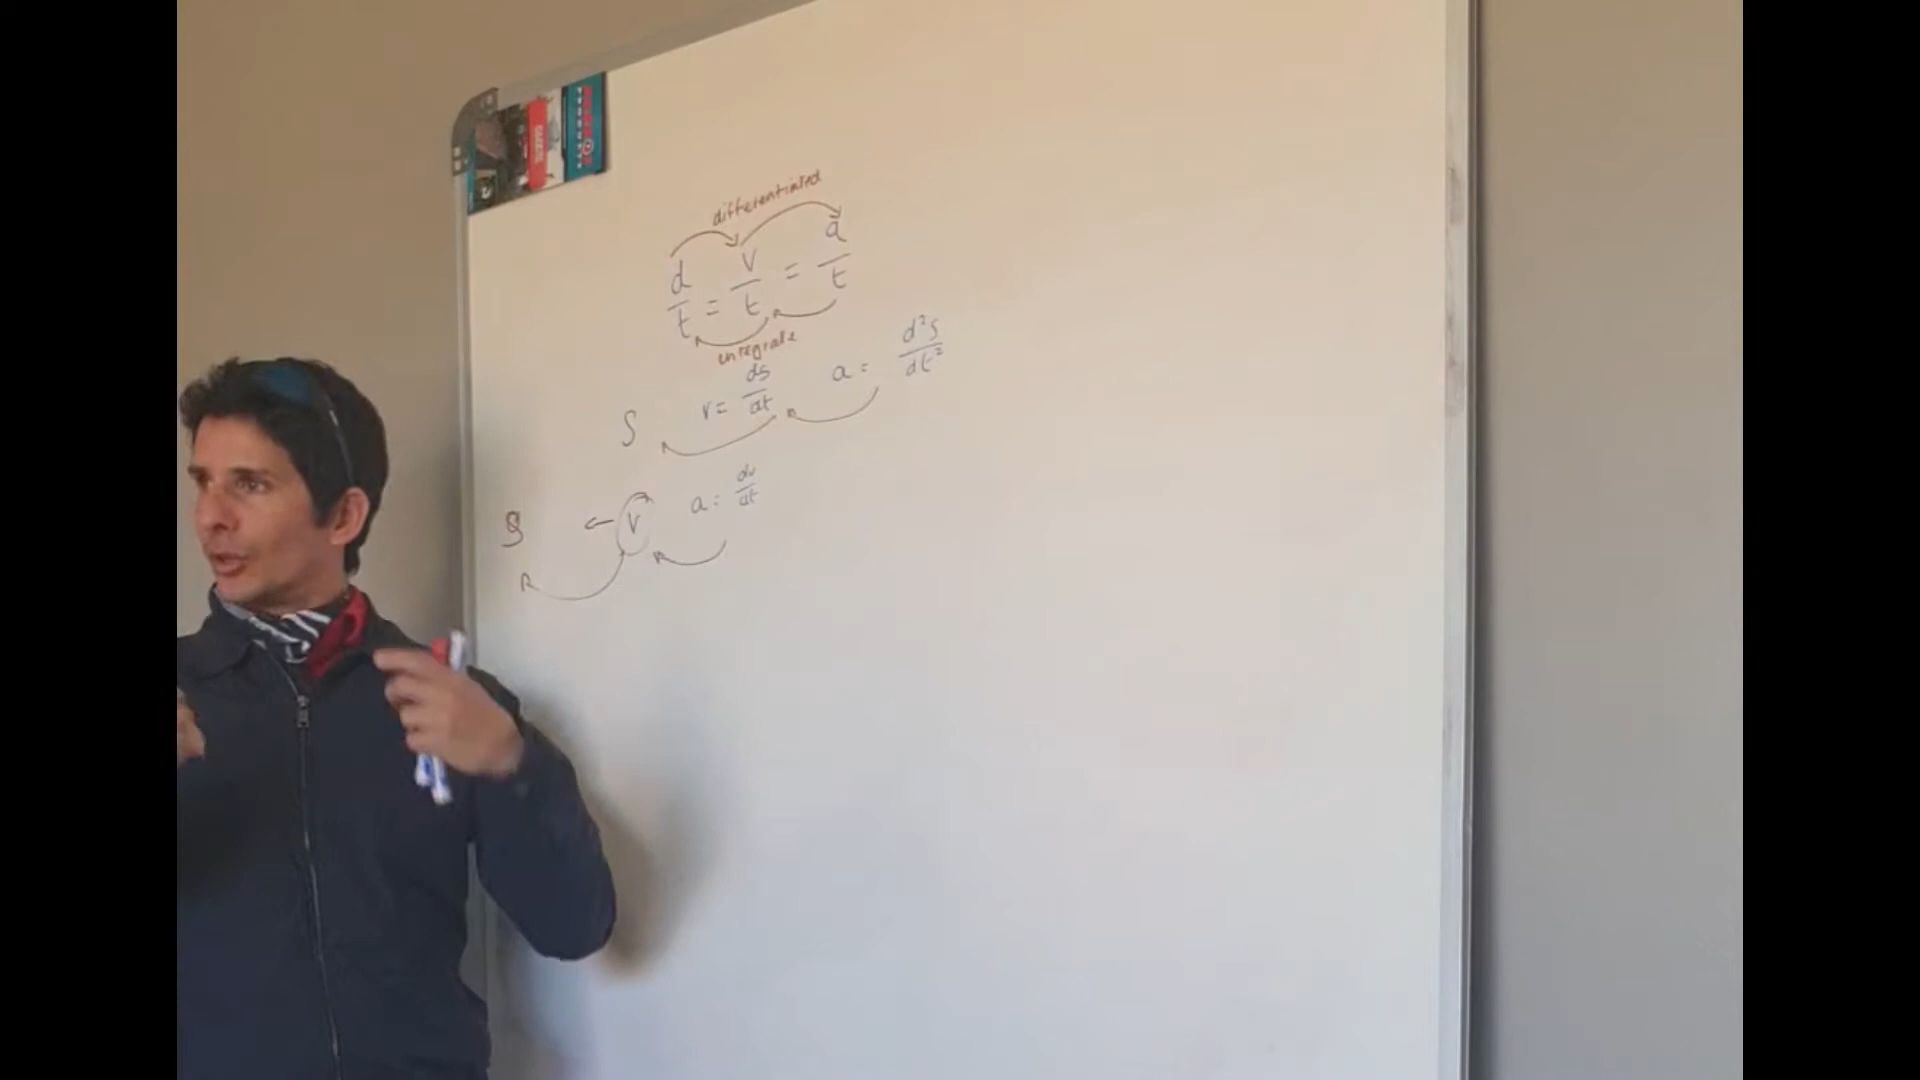 differentiated
d/t = v/t = a/t
integrate
S v = ds/dt a = d²s/dt²
S ← v a = dv/dt